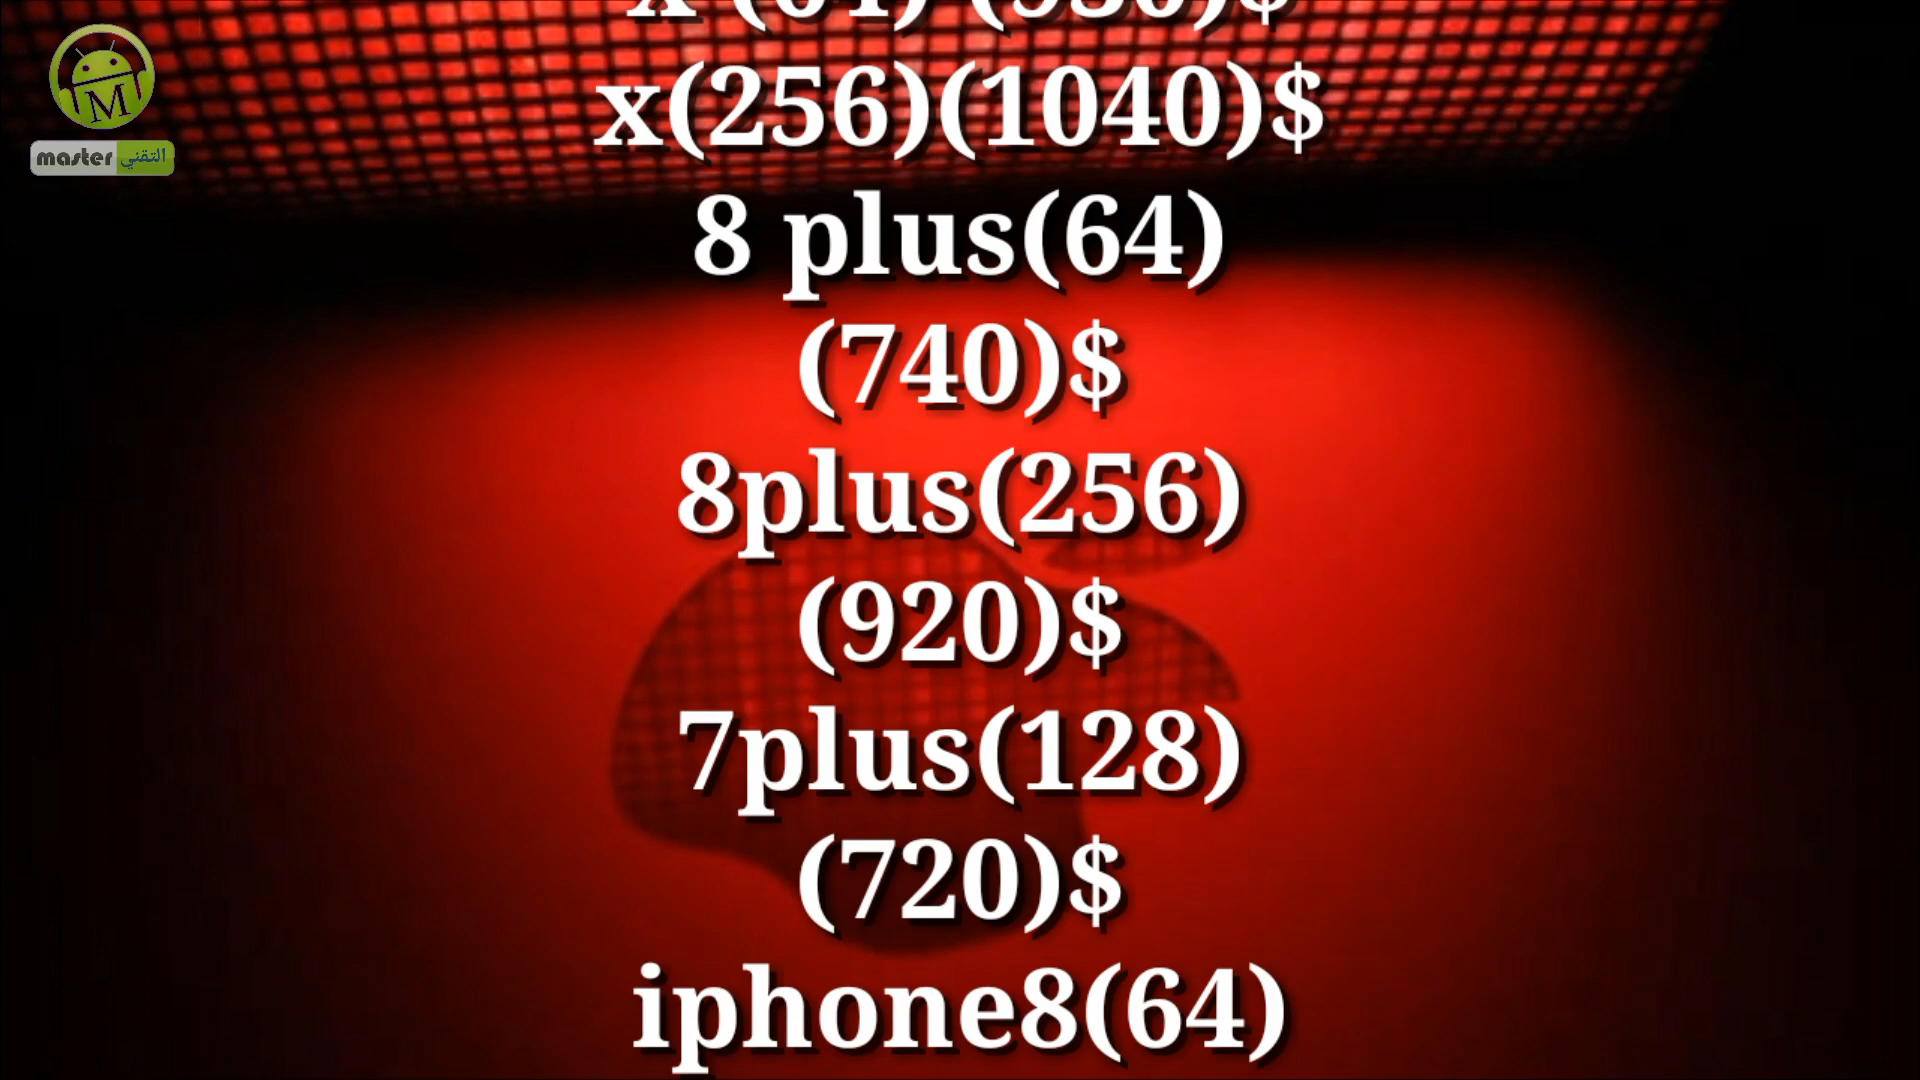 x(256)(1040)$
8 plus(64)
(740)$
8plus(256)
(920)$
7plus(128)
(720)$
iphone8(64)
M
master التقني